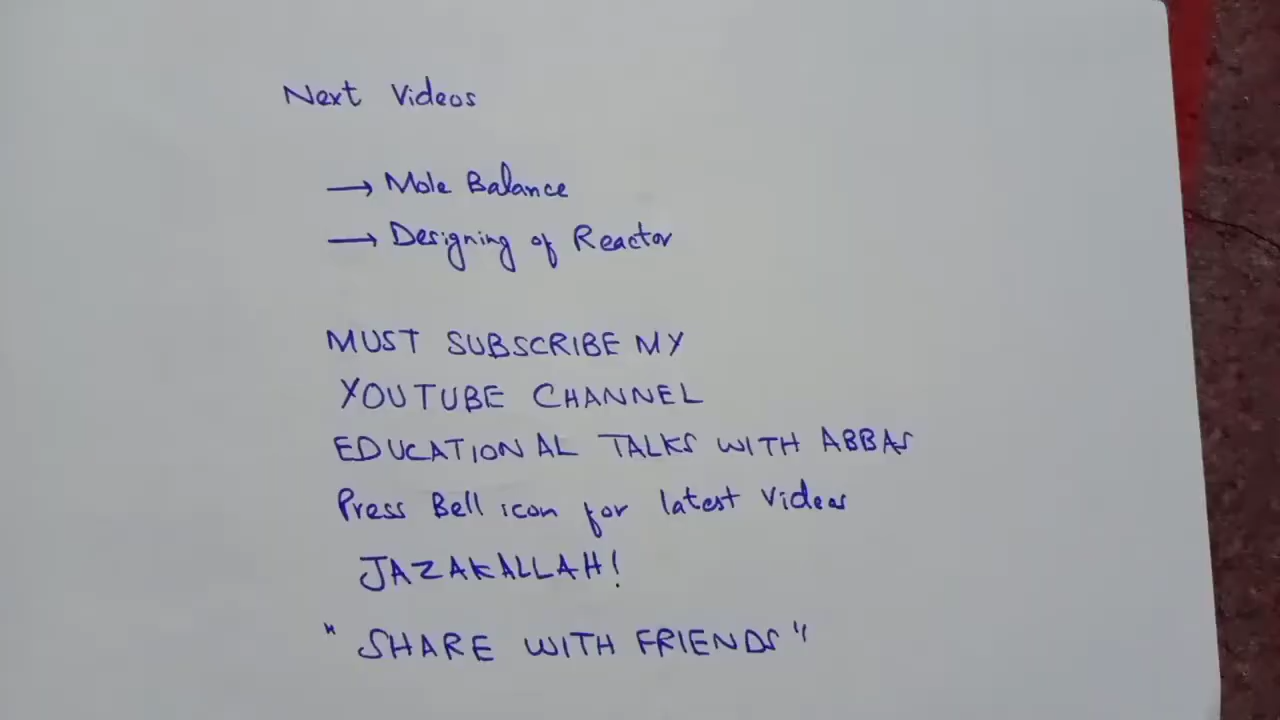 Next Videos
→ Mole Balance
→ Designing of Reactor
MUST SUBSCRIBE MY
YOUTUBE CHANNEL
EDUCATIONAL TALKS WITH ABBAS
Press Bell icon for latest Videos
JAZAKALLAH!
"SHARE WITH FRIENDS"